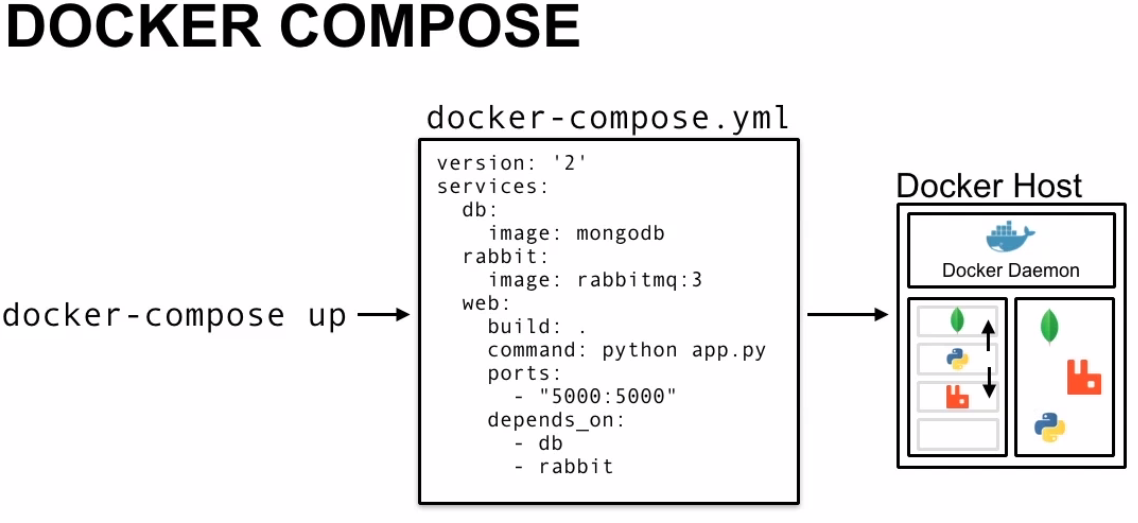 DOCKER COMPOSE
docker-compose.yml
version: '2'
services:
  db:
    image: mongodb
  rabbit:
    image: rabbitmq:3
  web:
    build: .
    command: python app.py
    ports:
      - "5000:5000"
    depends_on:
      - db
      - rabbit
docker-compose up
Docker Host
Docker Daemon